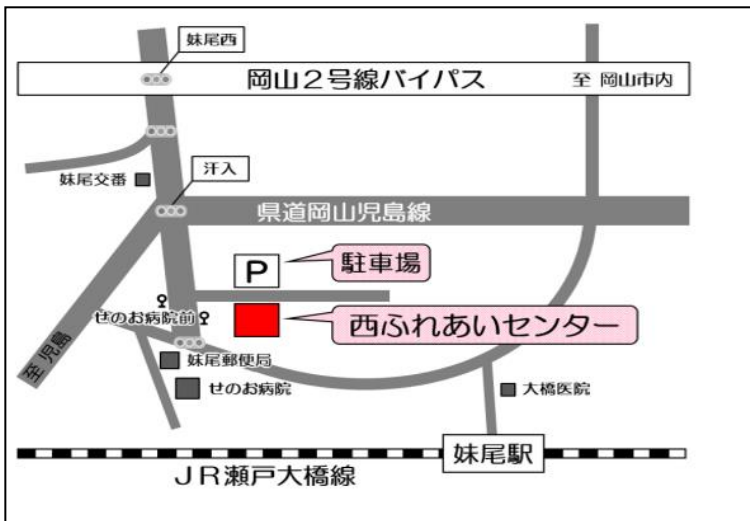 妹尾西
岡山２号線バイパス
至 岡山市内
妹尾交番
汗入
県道岡山児島線
P
駐車場
せのお病院前
西ふれあいセンター
至 児島
妹尾郵便局
せのお病院
大橋医院
妹尾駅
ＪＲ瀬戸大橋線